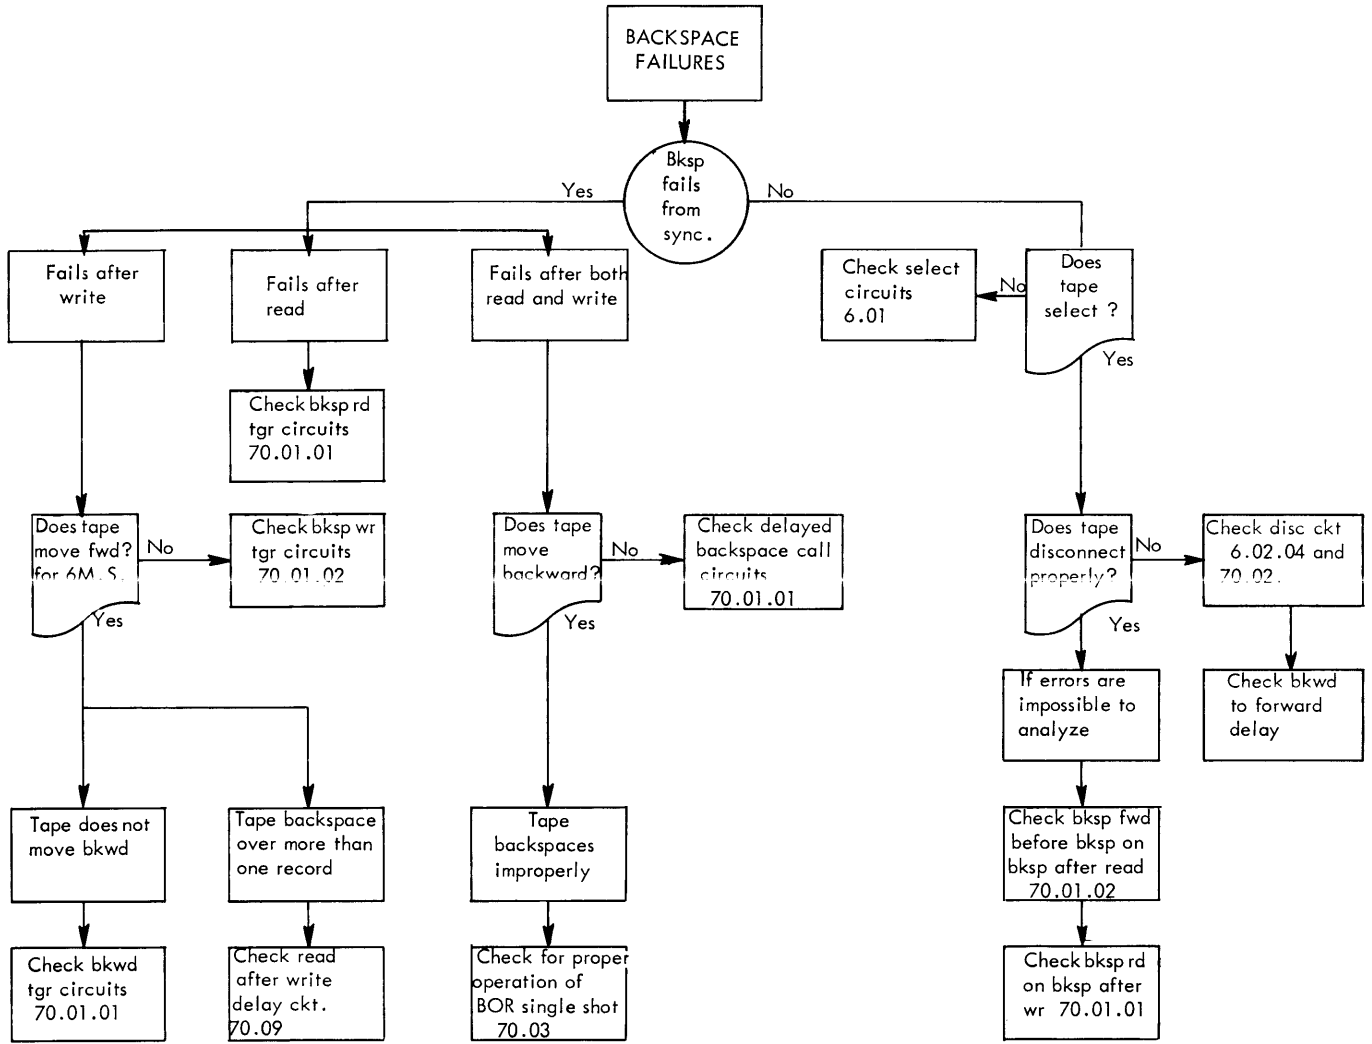 BACKSPACE
FAILURES
Bksp
fails
from
sync.
Yes
No
Fails after
write
Fails after
read
Fails after both
read and write
Check select
circuits
6.01
No
Does
tape
select ?
Yes
Check bksp rd
tgr circuits
70.01.01
Does tape
move fwd?
for 6M.S.
No
Yes
Check bksp wr
tgr circuits
70.01.02
Does tape
move
backward?
No
Yes
Check delayed
backspace call
circuits
70.01.01
Does tape
disconnect
properly?
No
Yes
Check disc ckt
6.02.04 and
70.02.
If errors are
impossible to
analyze
Check bkwd
to forward
delay
Tape does not
move bkwd
Tape backspace
over more than
one record
Tape
backspaces
improperly
Check bksp fwd
before bksp on
bksp after read
70.01.02
Check bkwd
tgr circuits
70.01.01
Check read
after write
delay ckt.
70.09
Check for proper
operation of
BOR single shot
70.03
Check bksp rd
on bksp after
wr 70.01.01